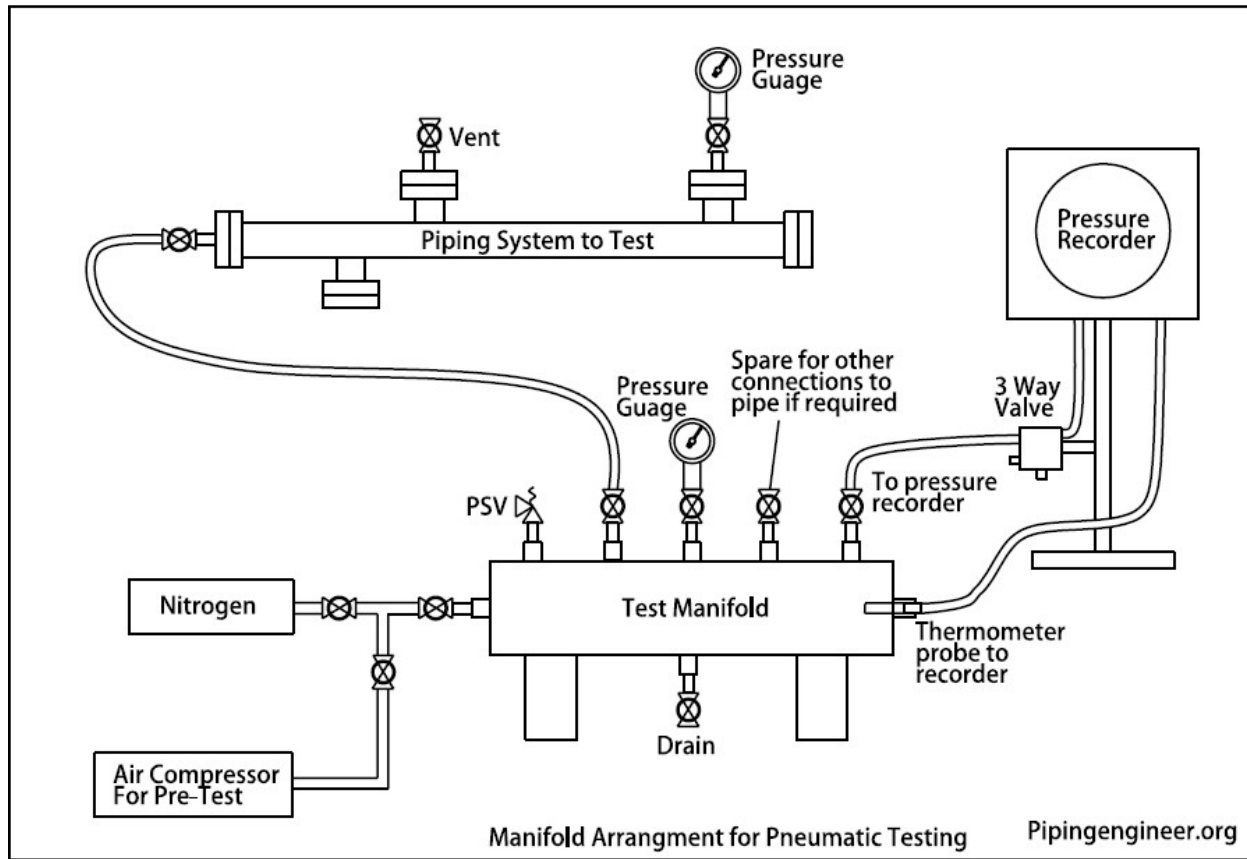 Pressure
Guage
Vent
Piping System to Test
Pressure
Recorder
Spare for other
connections to
pipe if required
Pressure
Guage
3 Way
Valve
PSV
To pressure
recorder
Nitrogen
Test Manifold
Thermometer
probe to
recorder
Drain
Air Compressor
For Pre-Test
Manifold Arrangment for Pneumatic Testing
Pipingengineer.org